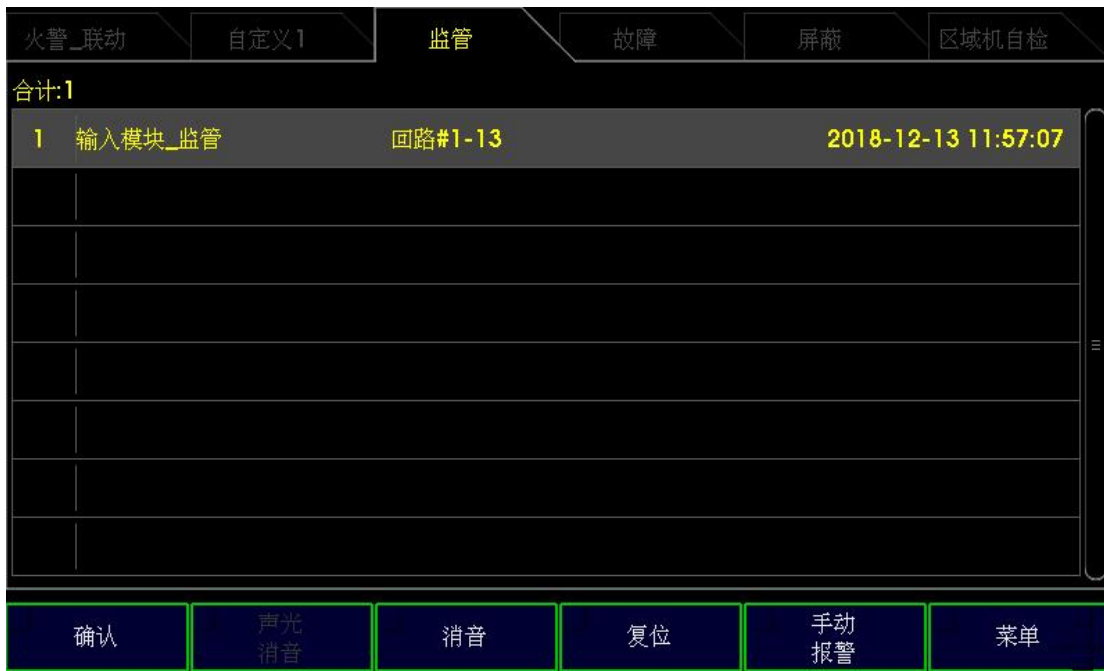 火警_联动 自定义1 监管 故障 屏蔽 区域机自检
合计:1
1 输入模块_监管 回路#1-13 2018-12-13 11:57:07
确认 声光 消音 复位 手动 菜单
消音 报警